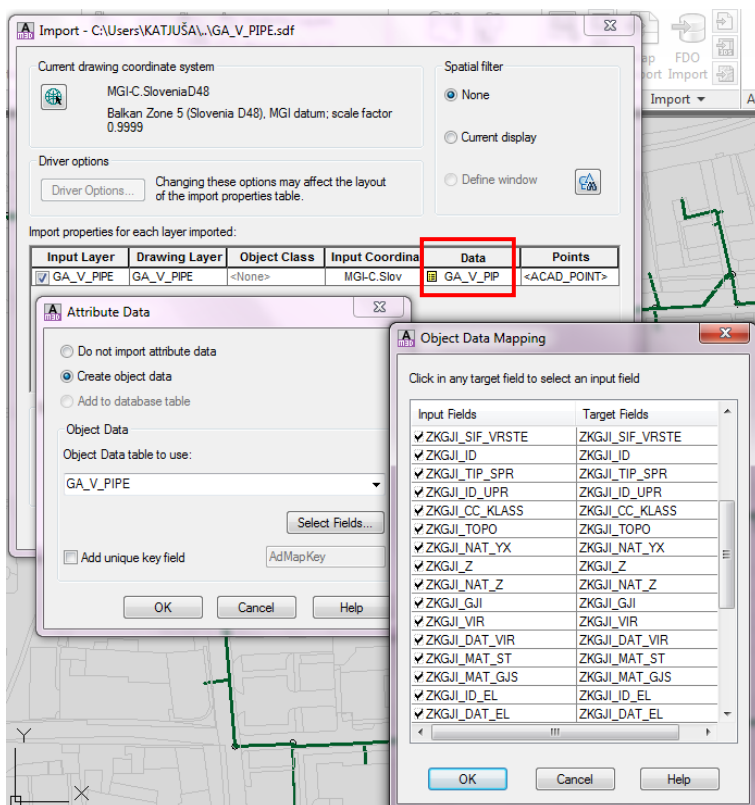 Import - C:\Users\KATJUŠA\..\GA_V_PIPE.sdf
Current drawing coordinate system
MGI-C.SloveniaD48
Balkan Zone 5 (Slovenia D48), MGI datum; scale factor
0.9999
Spatial filter
None
Current display
Define window
Driver options
Driver Options...
Changing these options may affect the layout
of the import properties table.
Import properties for each layer imported:
Input Layer Drawing Layer Object Class Input Coordina Data Points
GA_V_PIPE GA_V_PIPE <None> MGI-C.Slov GA_V_PIP <ACAD_POINT>
FDO
Import
Import
A
Attribute Data
Do not import attribute data
Create object data
Add to database table
Object Data
Object Data table to use:
GA_V_PIPE
Select Fields...
Add unique key field AdMapKey
OK Cancel Help
Object Data Mapping
Click in any target field to select an input field
Input Fields Target Fields
ZKGJI_SIF_VRSTE ZKGJI_SIF_VRSTE
ZKGJI_ID ZKGJI_ID
ZKGJI_TIP_SPR ZKGJI_TIP_SPR
ZKGJI_ID_UPR ZKGJI_ID_UPR
ZKGJI_CC_KLASS ZKGJI_CC_KLASS
ZKGJI_TOPO ZKGJI_TOPO
ZKGJI_NAT_YX ZKGJI_NAT_YX
ZKGJI_Z ZKGJI_Z
ZKGJI_NAT_Z ZKGJI_NAT_Z
ZKGJI_GJI ZKGJI_GJI
ZKGJI_VIR ZKGJI_VIR
ZKGJI_DAT_VIR ZKGJI_DAT_VIR
ZKGJI_MAT_ST ZKGJI_MAT_ST
ZKGJI_MAT_GJS ZKGJI_MAT_GJS
ZKGJI_ID_EL ZKGJI_ID_EL
ZKGJI_DAT_EL ZKGJI_DAT_EL
OK Cancel Help
Y
X